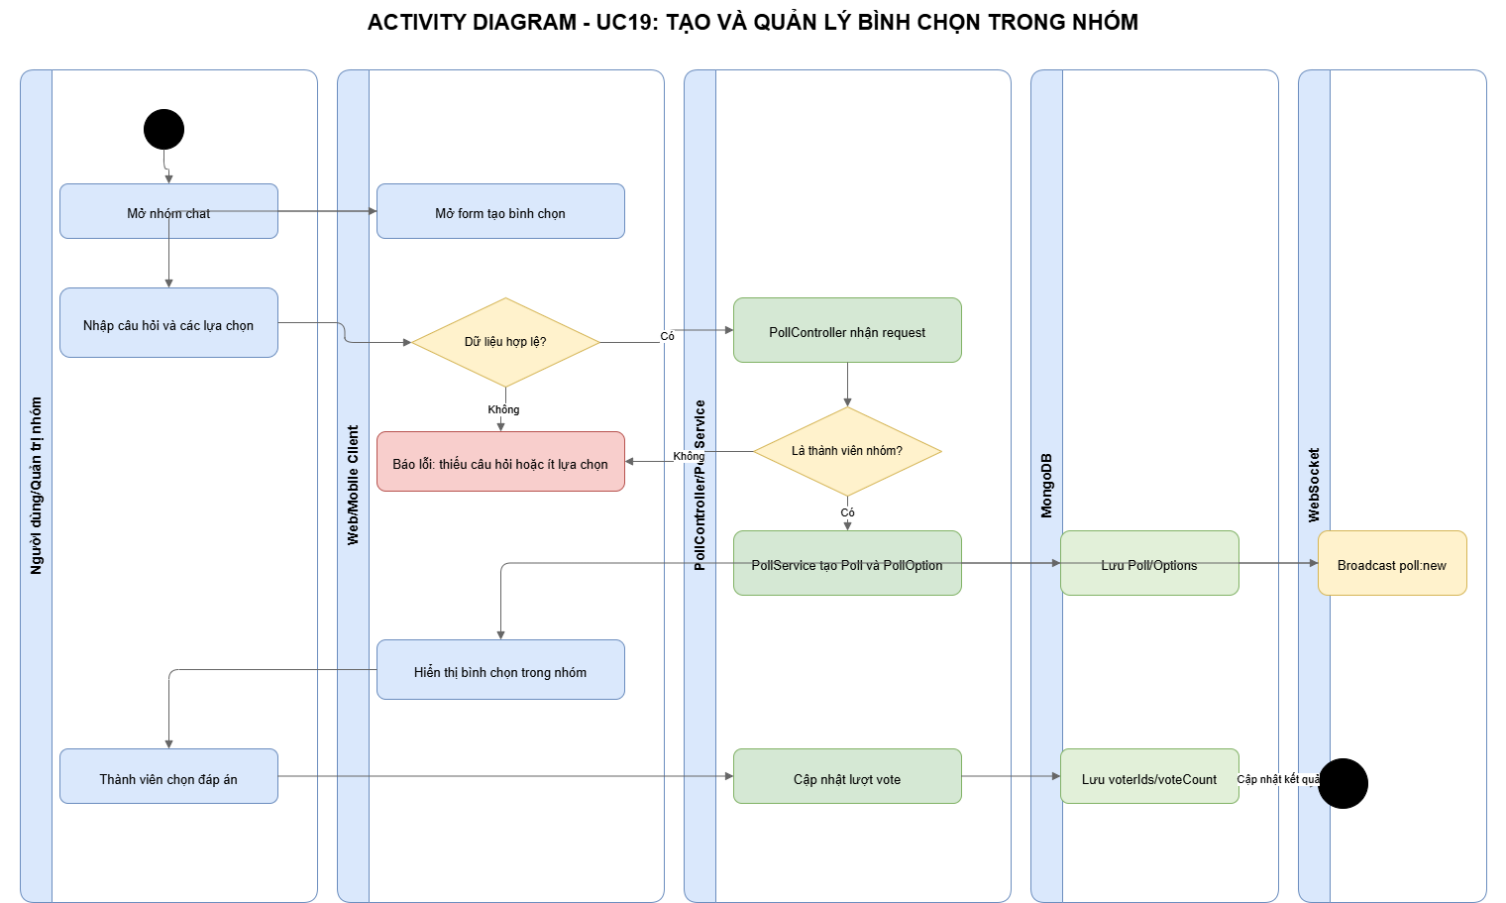 ACTIVITY DIAGRAM - UC19: TẠO VÀ QUẢN LÝ BÌNH CHỌN TRONG NHÓM
Người dùng/Quản trị nhóm
Mở nhóm chat
Nhập câu hỏi và các lựa chọn
Thành viên chọn đáp án
Web/Mobile Client
Mở form tạo bình chọn
Dữ liệu hợp lệ?
Có
Không
Báo lỗi: thiếu câu hỏi hoặc ít lựa chọn
Hiển thị bình chọn trong nhóm
PollController/PollService
PollController nhận request
Là thành viên nhóm?
Không
Có
PollService tạo Poll và PollOption
Cập nhật lượt vote
MongoDB
Lưu Poll/Options
Lưu voterIds/voteCount
Cập nhật kết quả
WebSocket
Broadcast poll:new